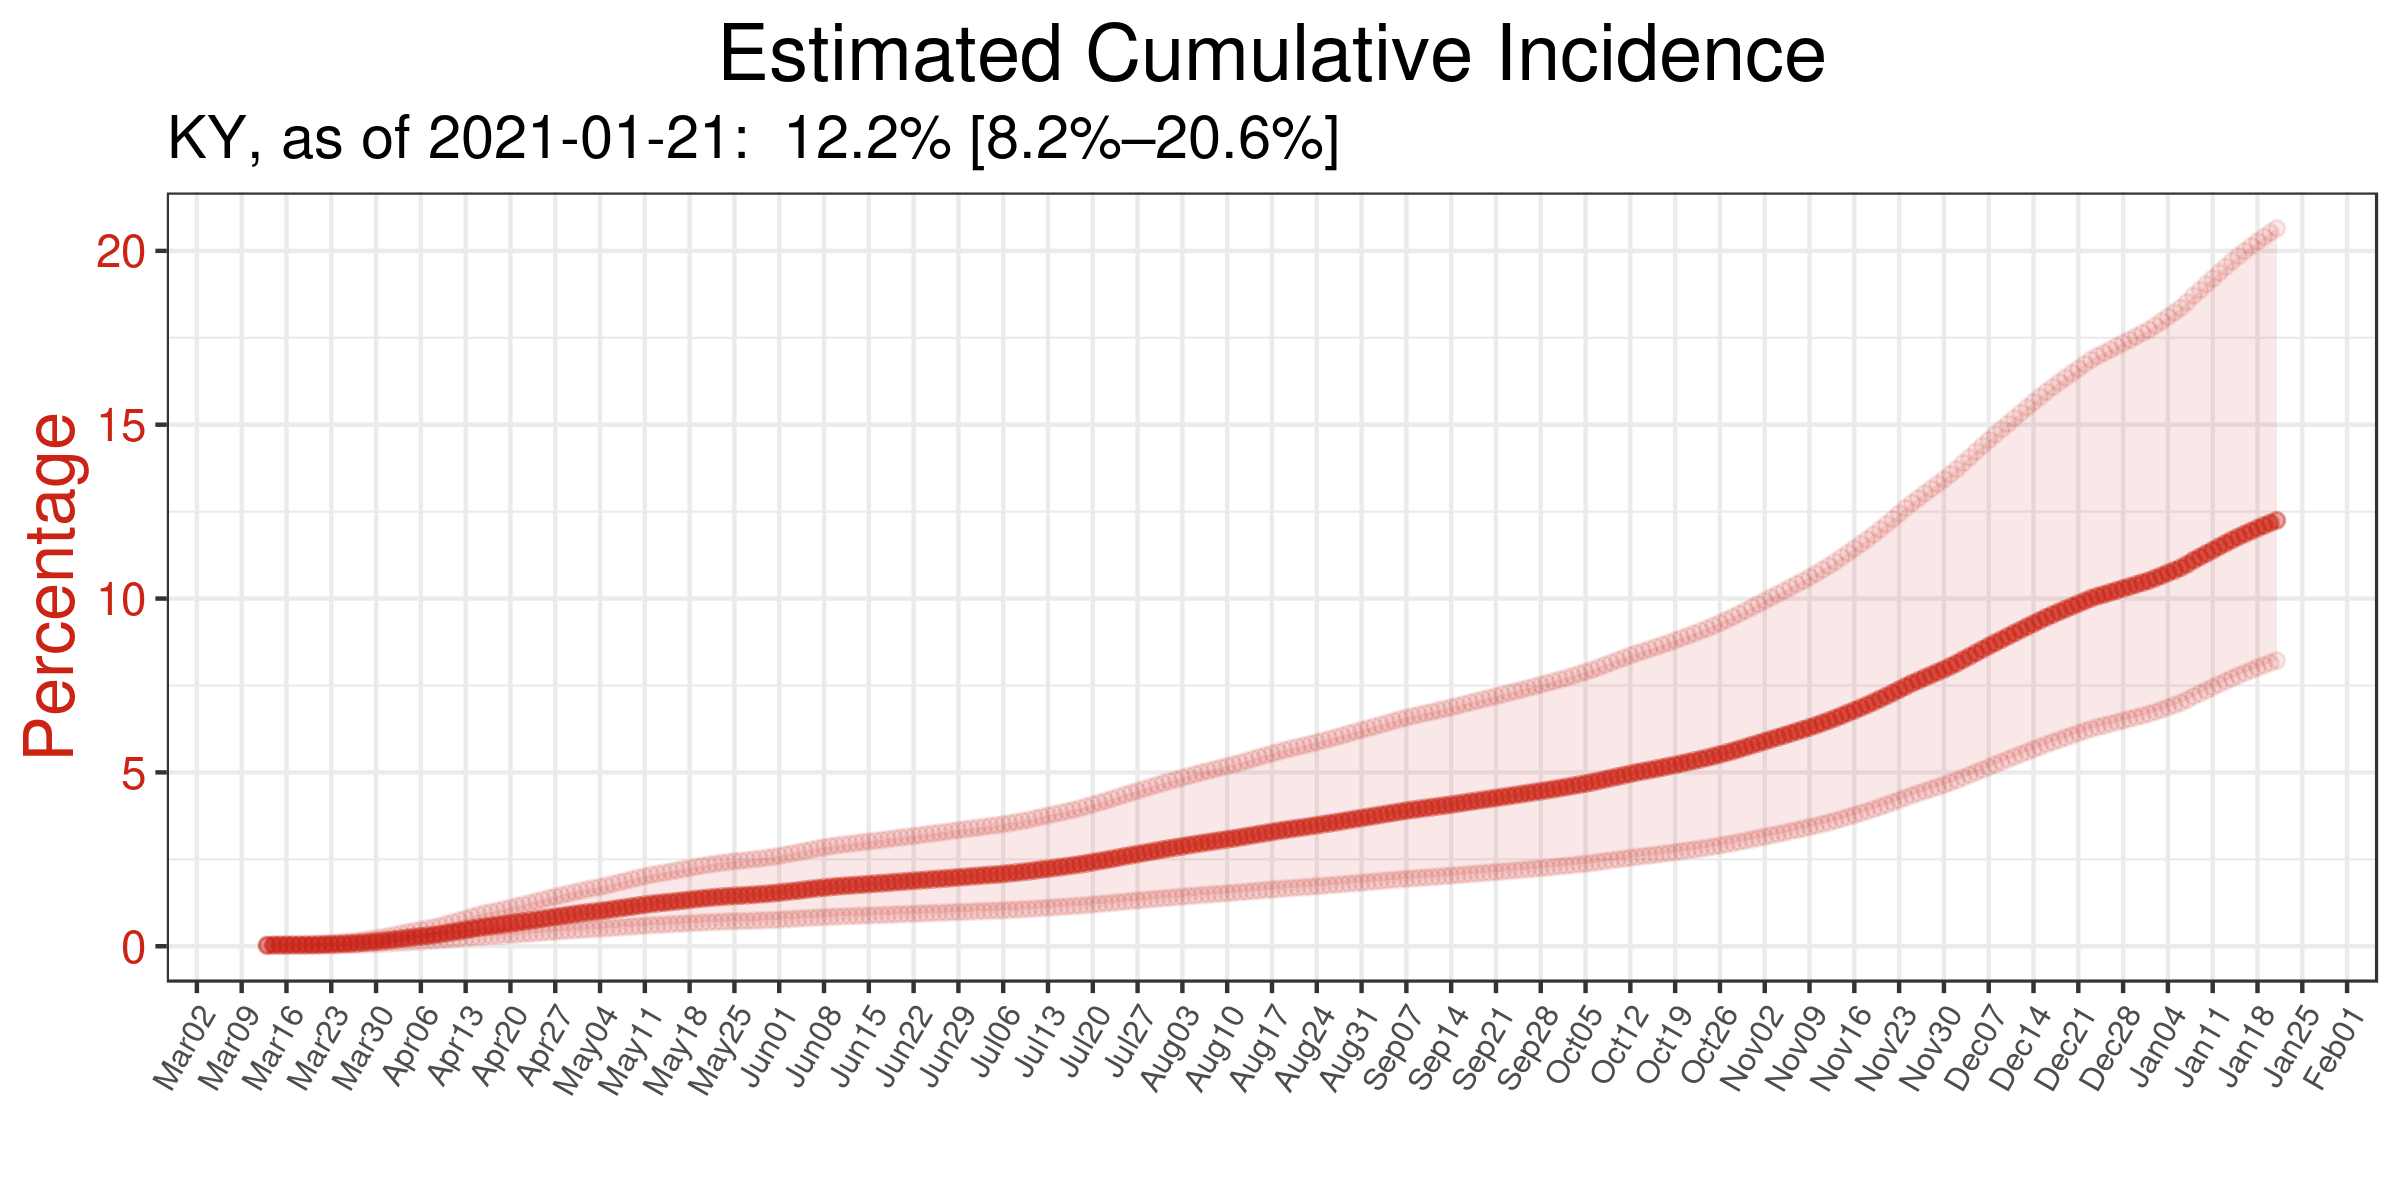 Estimated Cumulative Incidence
KY, as of 2021-01-21:  12.2% [8.2%–20.6%]
Percentage
20
15
10
5
0
Mar02
Mar09
Mar16
Mar23
Mar30
Apr06
Apr13
Apr20
Apr27
May04
May11
May18
May25
Jun01
Jun08
Jun15
Jun22
Jun29
Jul06
Jul13
Jul20
Jul27
Aug03
Aug10
Aug17
Aug24
Aug31
Sep07
Sep14
Sep21
Sep28
Oct05
Oct12
Oct19
Oct26
Nov02
Nov09
Nov16
Nov23
Nov30
Dec07
Dec14
Dec21
Dec28
Jan04
Jan11
Jan18
Jan25
Feb01